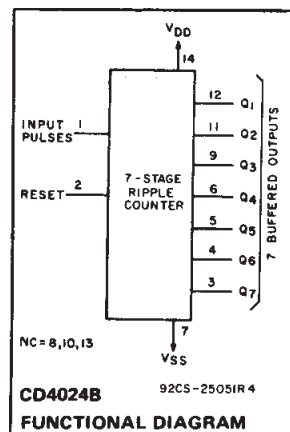 VDD
14
INPUT PULSES 1
RESET 2
7-STAGE
RIPPLE
COUNTER
12 Q1
11 Q2
9 Q3
6 Q4
5 Q5
4 Q6
3 Q7
7 BUFFERED OUTPUTS
7
VSS
NC=8,10,13
CD4024B
92CS-25051R4
FUNCTIONAL DIAGRAM